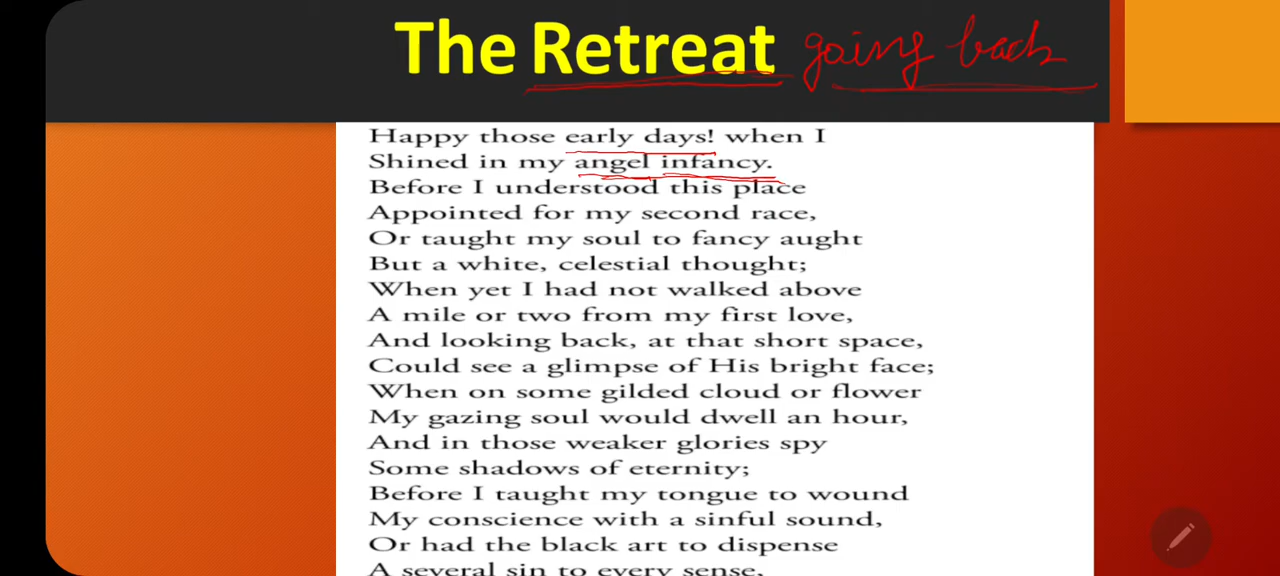 The Retreat going back
Happy those early days! when I
Shined in my angel infancy.
Before I understood this place
Appointed for my second race,
Or taught my soul to fancy aught
But a white, celestial thought;
When yet I had not walked above
A mile or two from my first love,
And looking back, at that short space,
Could see a glimpse of His bright face;
When on some gilded cloud or flower
My gazing soul would dwell an hour,
And in those weaker glories spy
Some shadows of eternity;
Before I taught my tongue to wound
My conscience with a sinful sound,
Or had the black art to dispense
A several sin to every sense,